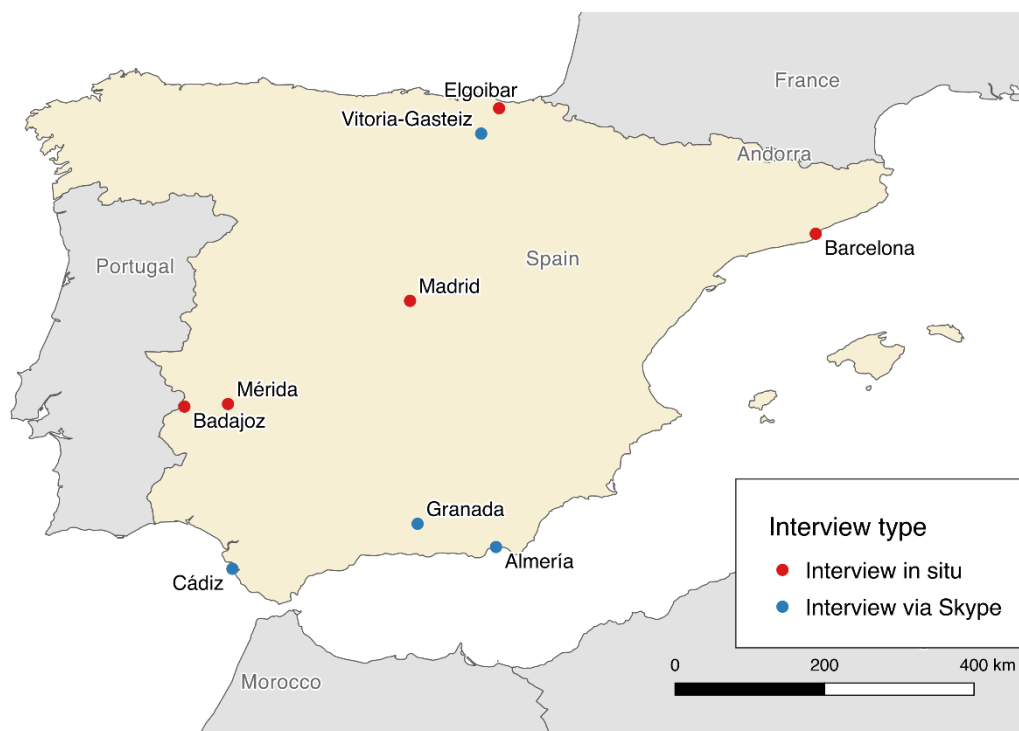 France
Elgoibar
Vitoria-Gasteiz
Andorra
Barcelona
Spain
Portugal
Madrid
Mérida
Badajoz
Granada
Almería
Cádiz
Morocco
Interview type
Interview in situ
Interview via Skype
0 200 400 km